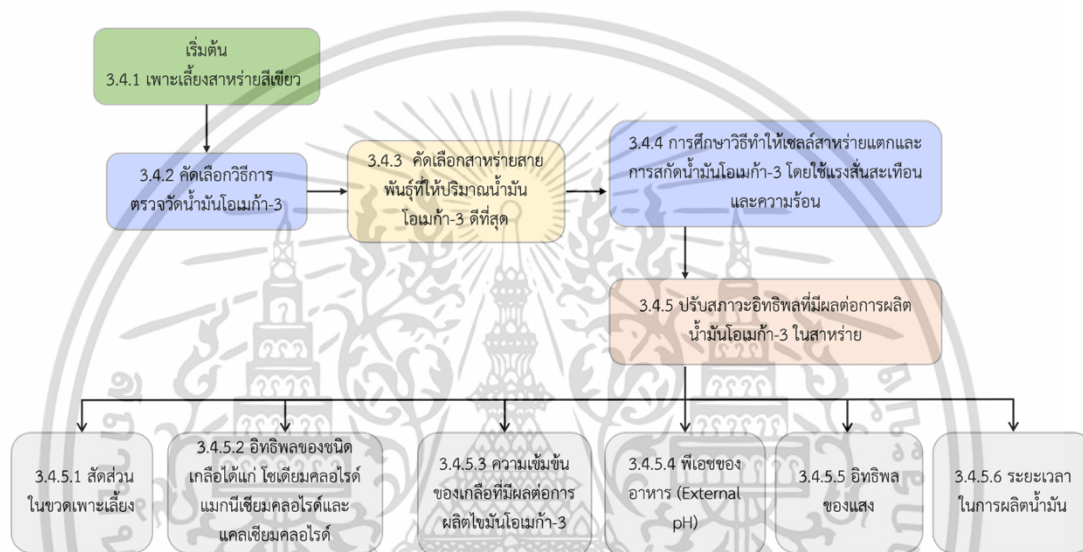 เริ่มต้น
3.4.1 เพาะเลี้ยงสาหร่ายสีเขียว
3.4.2 คัดเลือกวิธีการ
ตรวจวัดน้ำมันโอเมก้า-3
3.4.3 คัดเลือกสาหร่ายสาย
พันธุ์ที่ให้ปริมาณน้ำมัน
โอเมก้า-3 ดีที่สุด
3.4.4 การศึกษาวิธีทำให้เซลล์สาหร่ายแตกและ
การสกัดน้ำมันโอเมก้า-3 โดยใช้แรงสั่นสะเทือน
และความร้อน
3.4.5 ปรับสภาวะอิทธิพลที่มีผลต่อการผลิต
น้ำมันโอเมก้า-3 ในสาหร่าย
3.4.5.1 สัดส่วน
ในขวดเพาะเลี้ยง
3.4.5.2 อิทธิพลของชนิด
เกลือได้แก่ โซเดียมคลอไรด์
แมกนีเซียมคลอไรด์และ
แคลเซียมคลอไรด์
3.4.5.3 ความเข้มข้น
ของเกลือที่มีผลต่อการ
ผลิตไขมันโอเมก้า-3
3.4.5.4 พีเอชของ
อาหาร (External
pH)
3.4.5.5 อิทธิพล
ของแสง
3.4.5.6 ระยะเวลา
ในการผลิตน้ำมัน